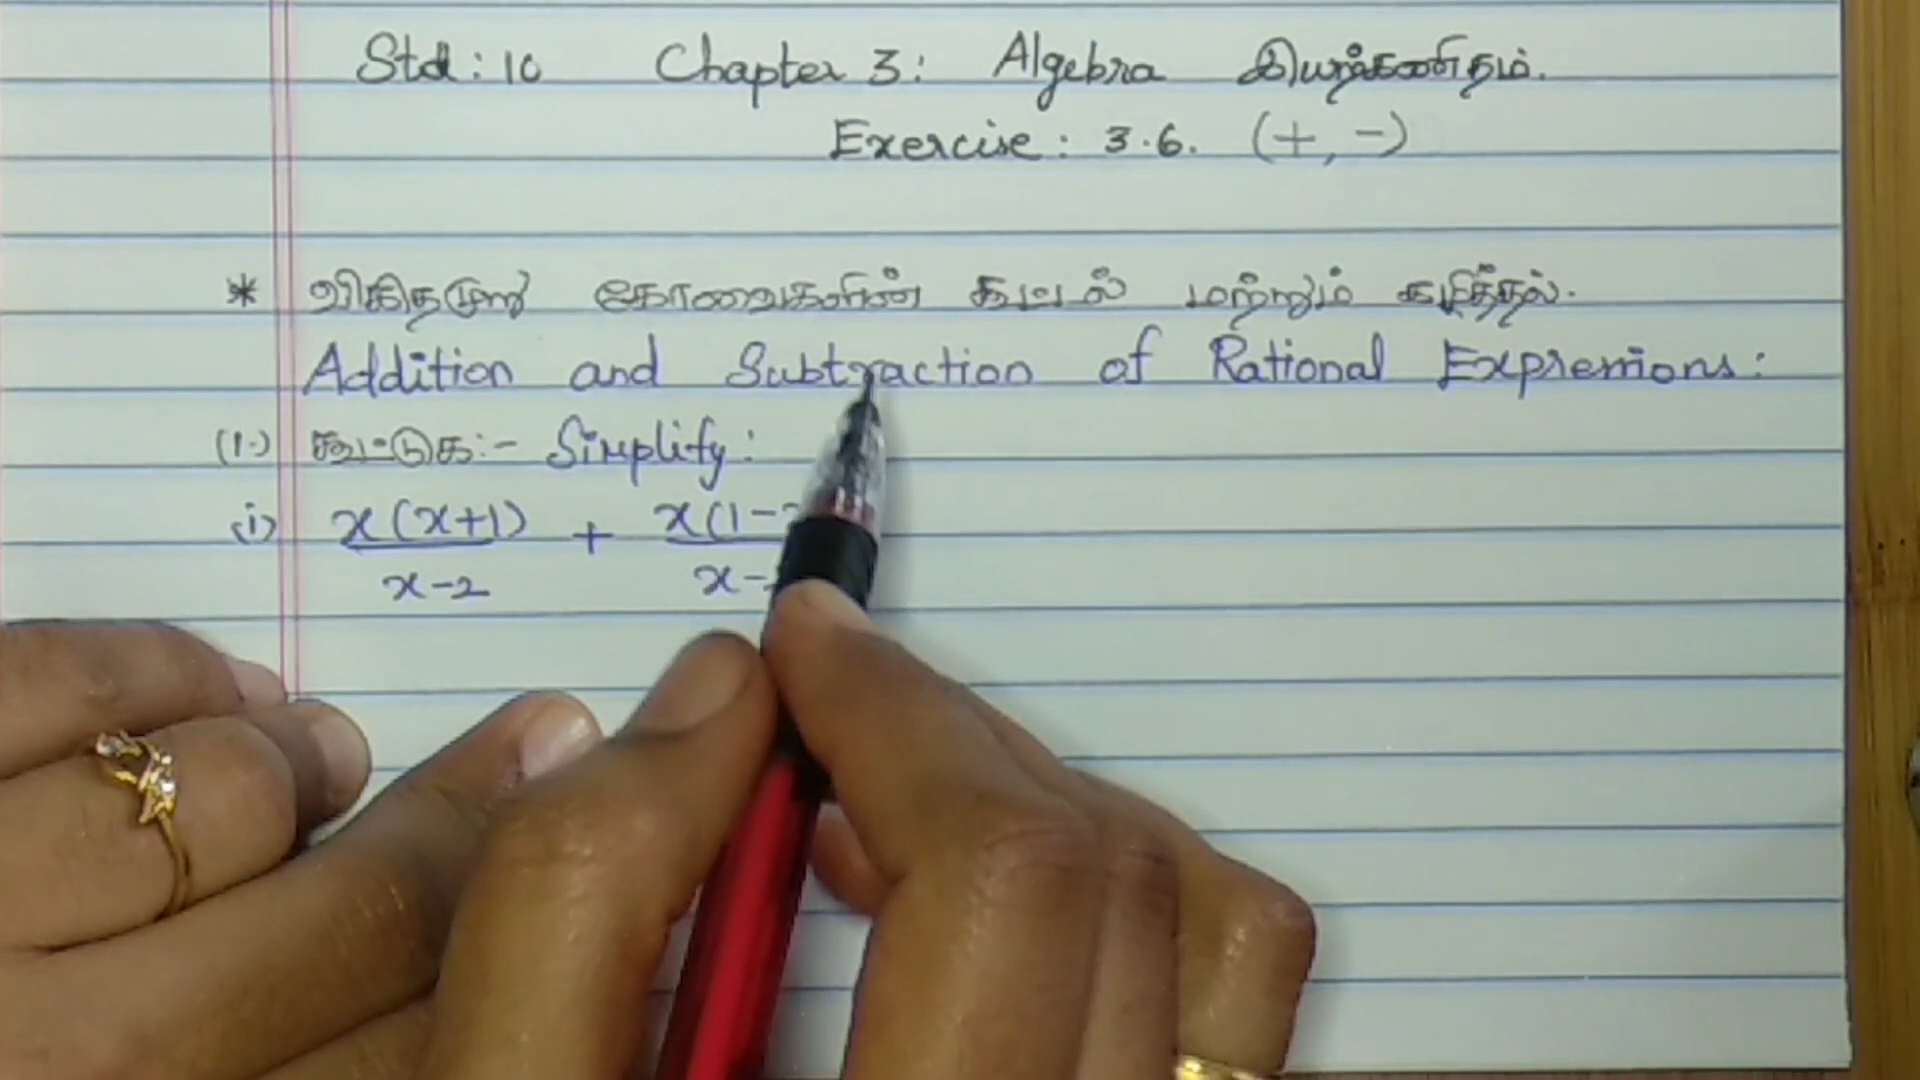 Std: 10 Chapter 3: Algebra இயற்கணிதம்.
Exercise: 3.6. (+, -)
* விகிதமுறு கோவைகளின் கூட்டல் மற்றும் கழித்தல்.
Addition and Subtraction of Rational Expressions:
(1.) கூட்டுக:- Simplify:
(i) x(x+1) + x(1-
x-2 x-